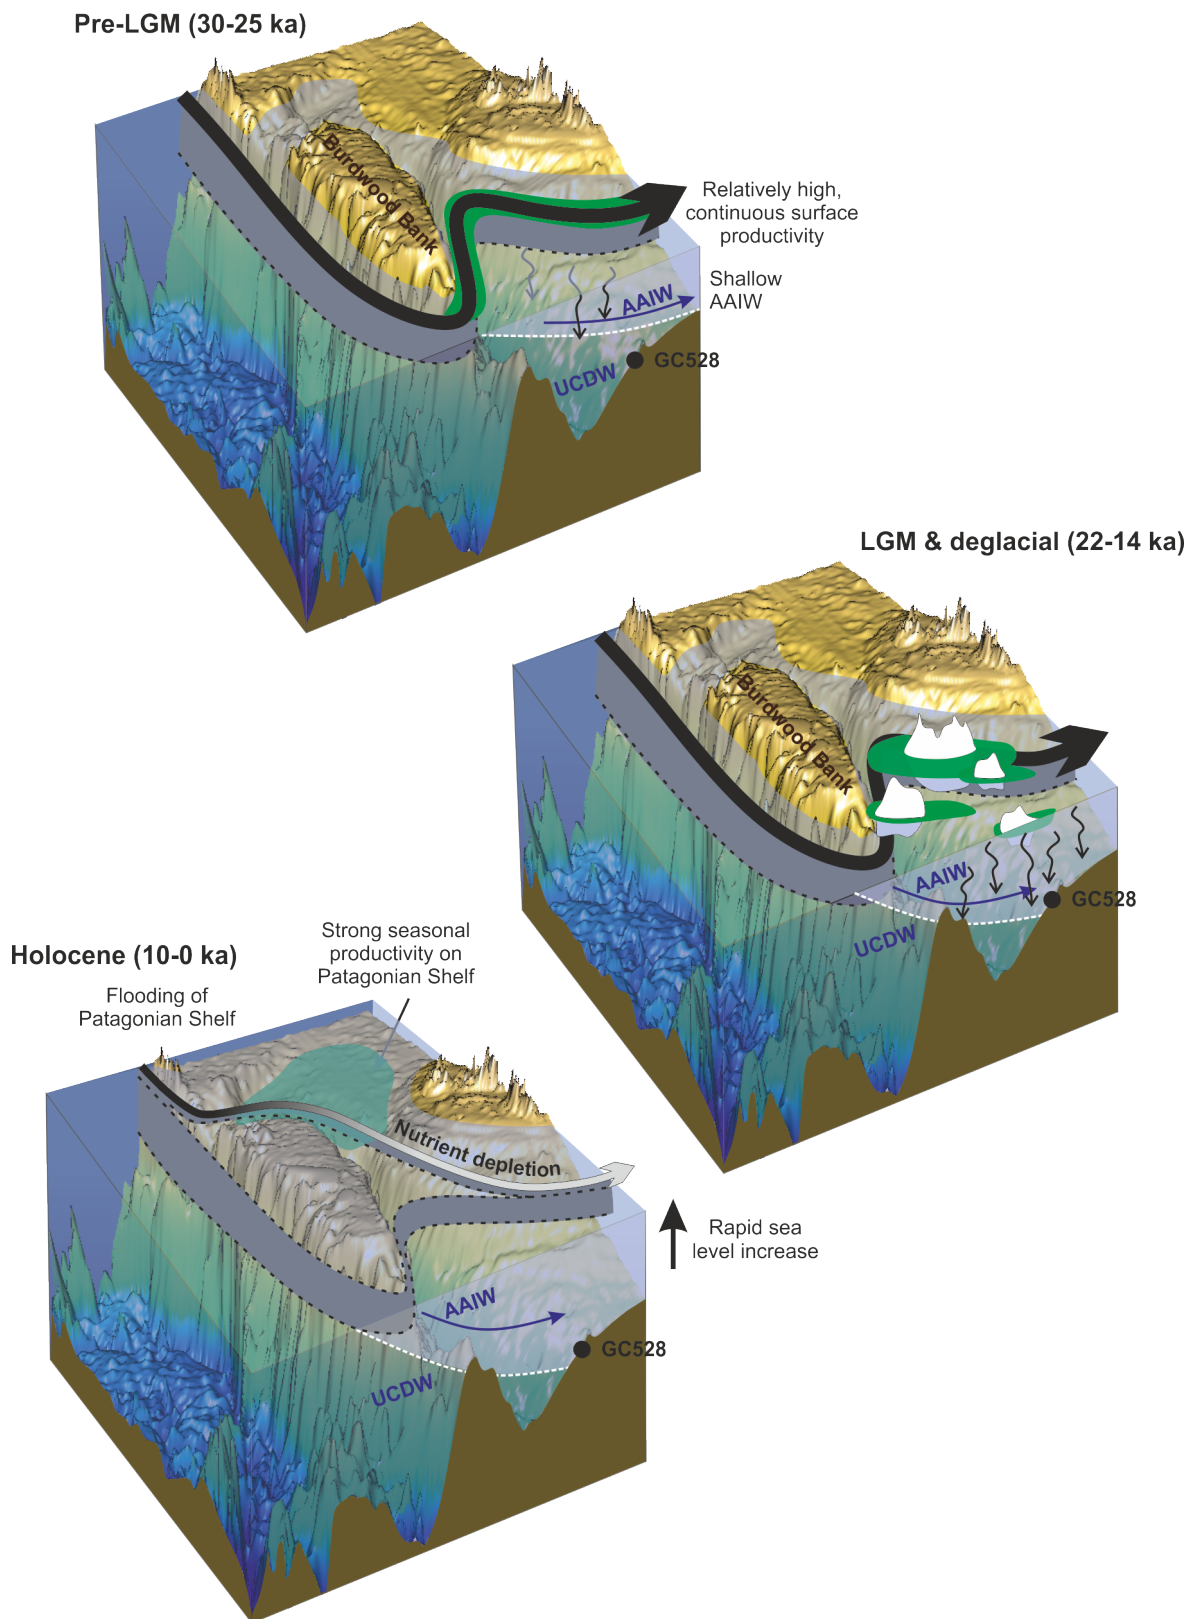 Pre-LGM (30-25 ka)
Burdwood Bank
Relatively high,
continuous surface
productivity
Shallow
AAIW
AAIW
GC528
UCDW
LGM & deglacial (22-14 ka)
Burdwood Bank
AAIW
GC528
UCDW
Holocene (10-0 ka)
Flooding of
Patagonian Shelf
Strong seasonal
productivity on
Patagonian Shelf
Nutrient depletion
Rapid sea
level increase
AAIW
GC528
UCDW